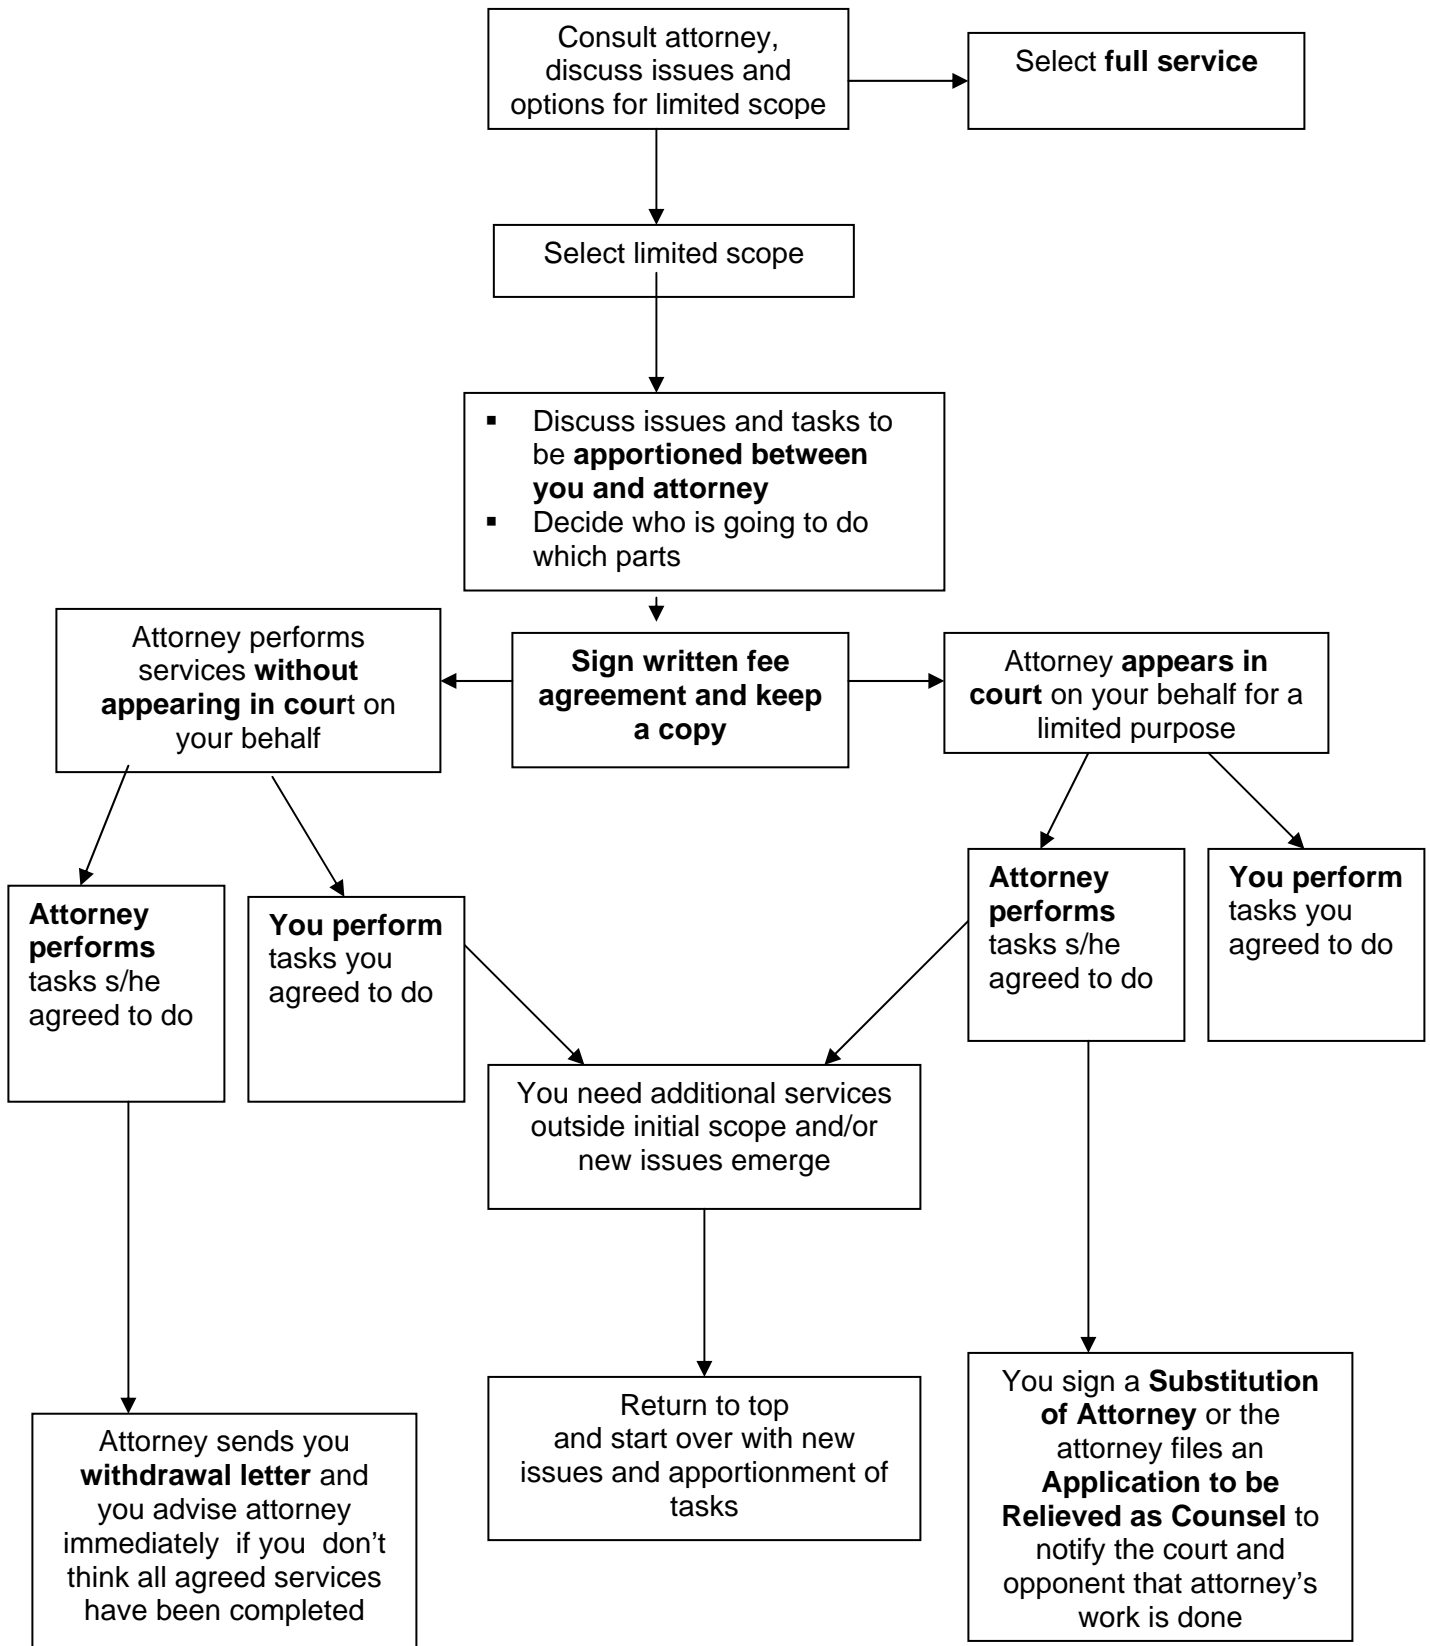 Consult attorney,
discuss issues and
options for limited scope
Select full service
Select limited scope
▪ Discuss issues and tasks to
be apportioned between
you and attorney
▪ Decide who is going to do
which parts
Attorney performs
services without
appearing in court on
your behalf
Sign written fee
agreement and keep
a copy
Attorney appears in
court on your behalf for a
limited purpose
Attorney
performs
tasks s/he
agreed to do
You perform
tasks you
agreed to do
Attorney
performs
tasks s/he
agreed to do
You perform
tasks you
agreed to do
You need additional services
outside initial scope and/or
new issues emerge
Attorney sends you
withdrawal letter and
you advise attorney
immediately if you don't
think all agreed services
have been completed
Return to top
and start over with new
issues and apportionment of
tasks
You sign a Substitution
of Attorney or the
attorney files an
Application to be
Relieved as Counsel to
notify the court and
opponent that attorney's
work is done